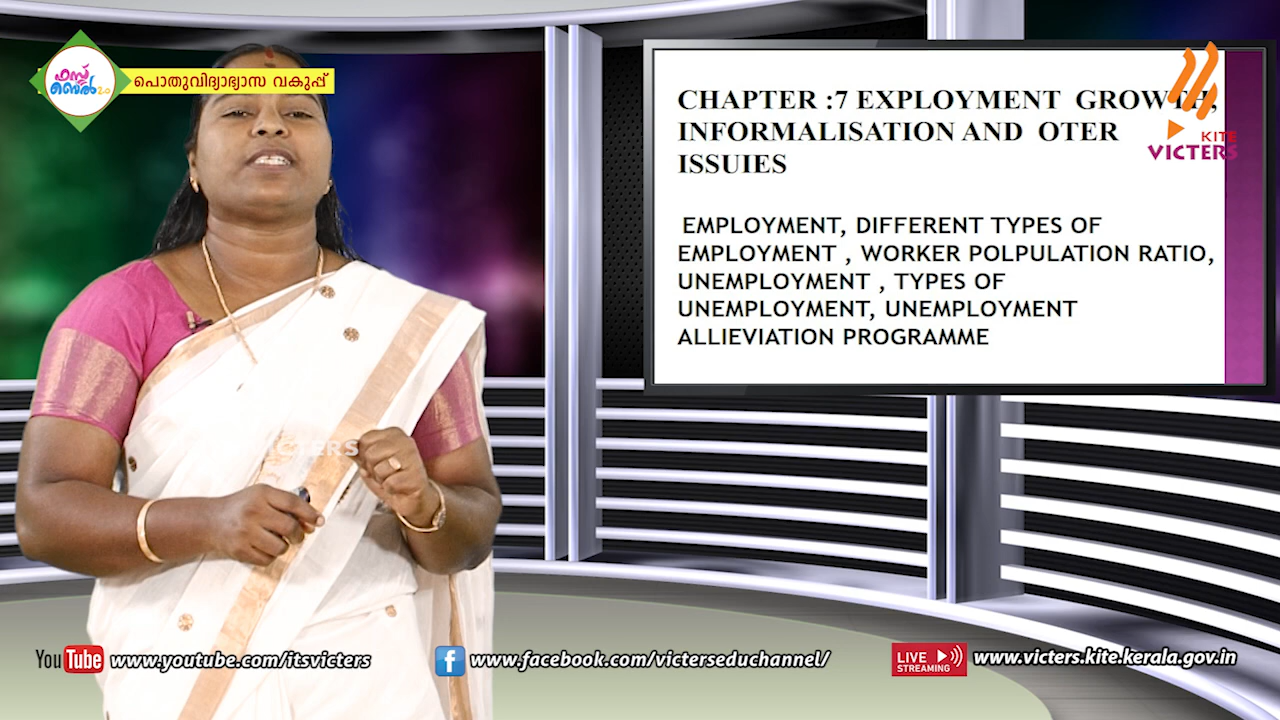 ഫസ്റ്റ്
ബെൽ 2.0
പൊതുവിദ്യാഭ്യാസ വകുപ്പ്
CHAPTER :7 EXPLOYMENT GROWTH,
INFORMALISATION AND OTER
ISSUIES
KITE
VICTERS
EMPLOYMENT, DIFFERENT TYPES OF
EMPLOYMENT , WORKER POLPULATION RATIO,
UNEMPLOYMENT , TYPES OF
UNEMPLOYMENT, UNEMPLOYMENT
ALLIEVIATION PROGRAMME
VICTERS
YouTube www.youtube.com/itsvicters
f www.facebook.com/victerseduchannel/
LIVE STREAMING www.victers.kite.kerala.gov.in